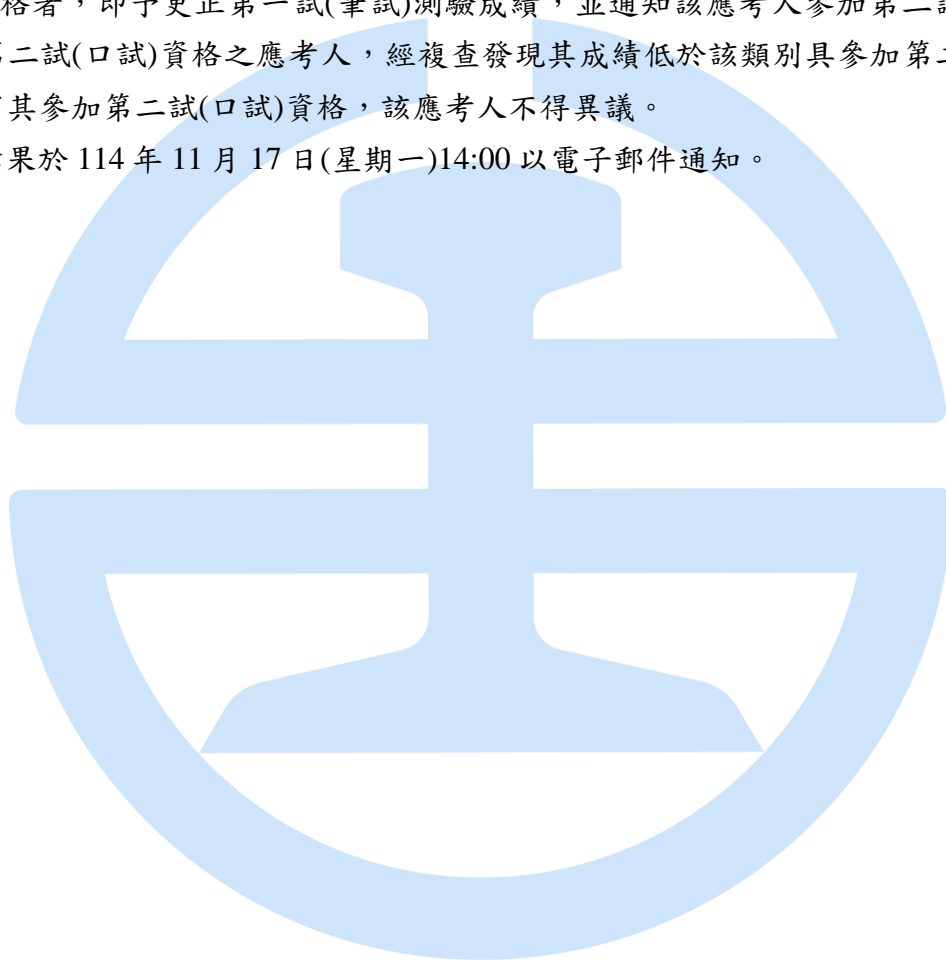 格者，即予更正第一試(筆試)測驗成績，並通知該應考人參加第二
二試(口試)資格之應考人，經複查發現其成績低於該類別具參加第
其參加第二試(口試)資格，該應考人不得異議。
果於 114 年 11 月 17 日(星期一)14:00 以電子郵件通知。